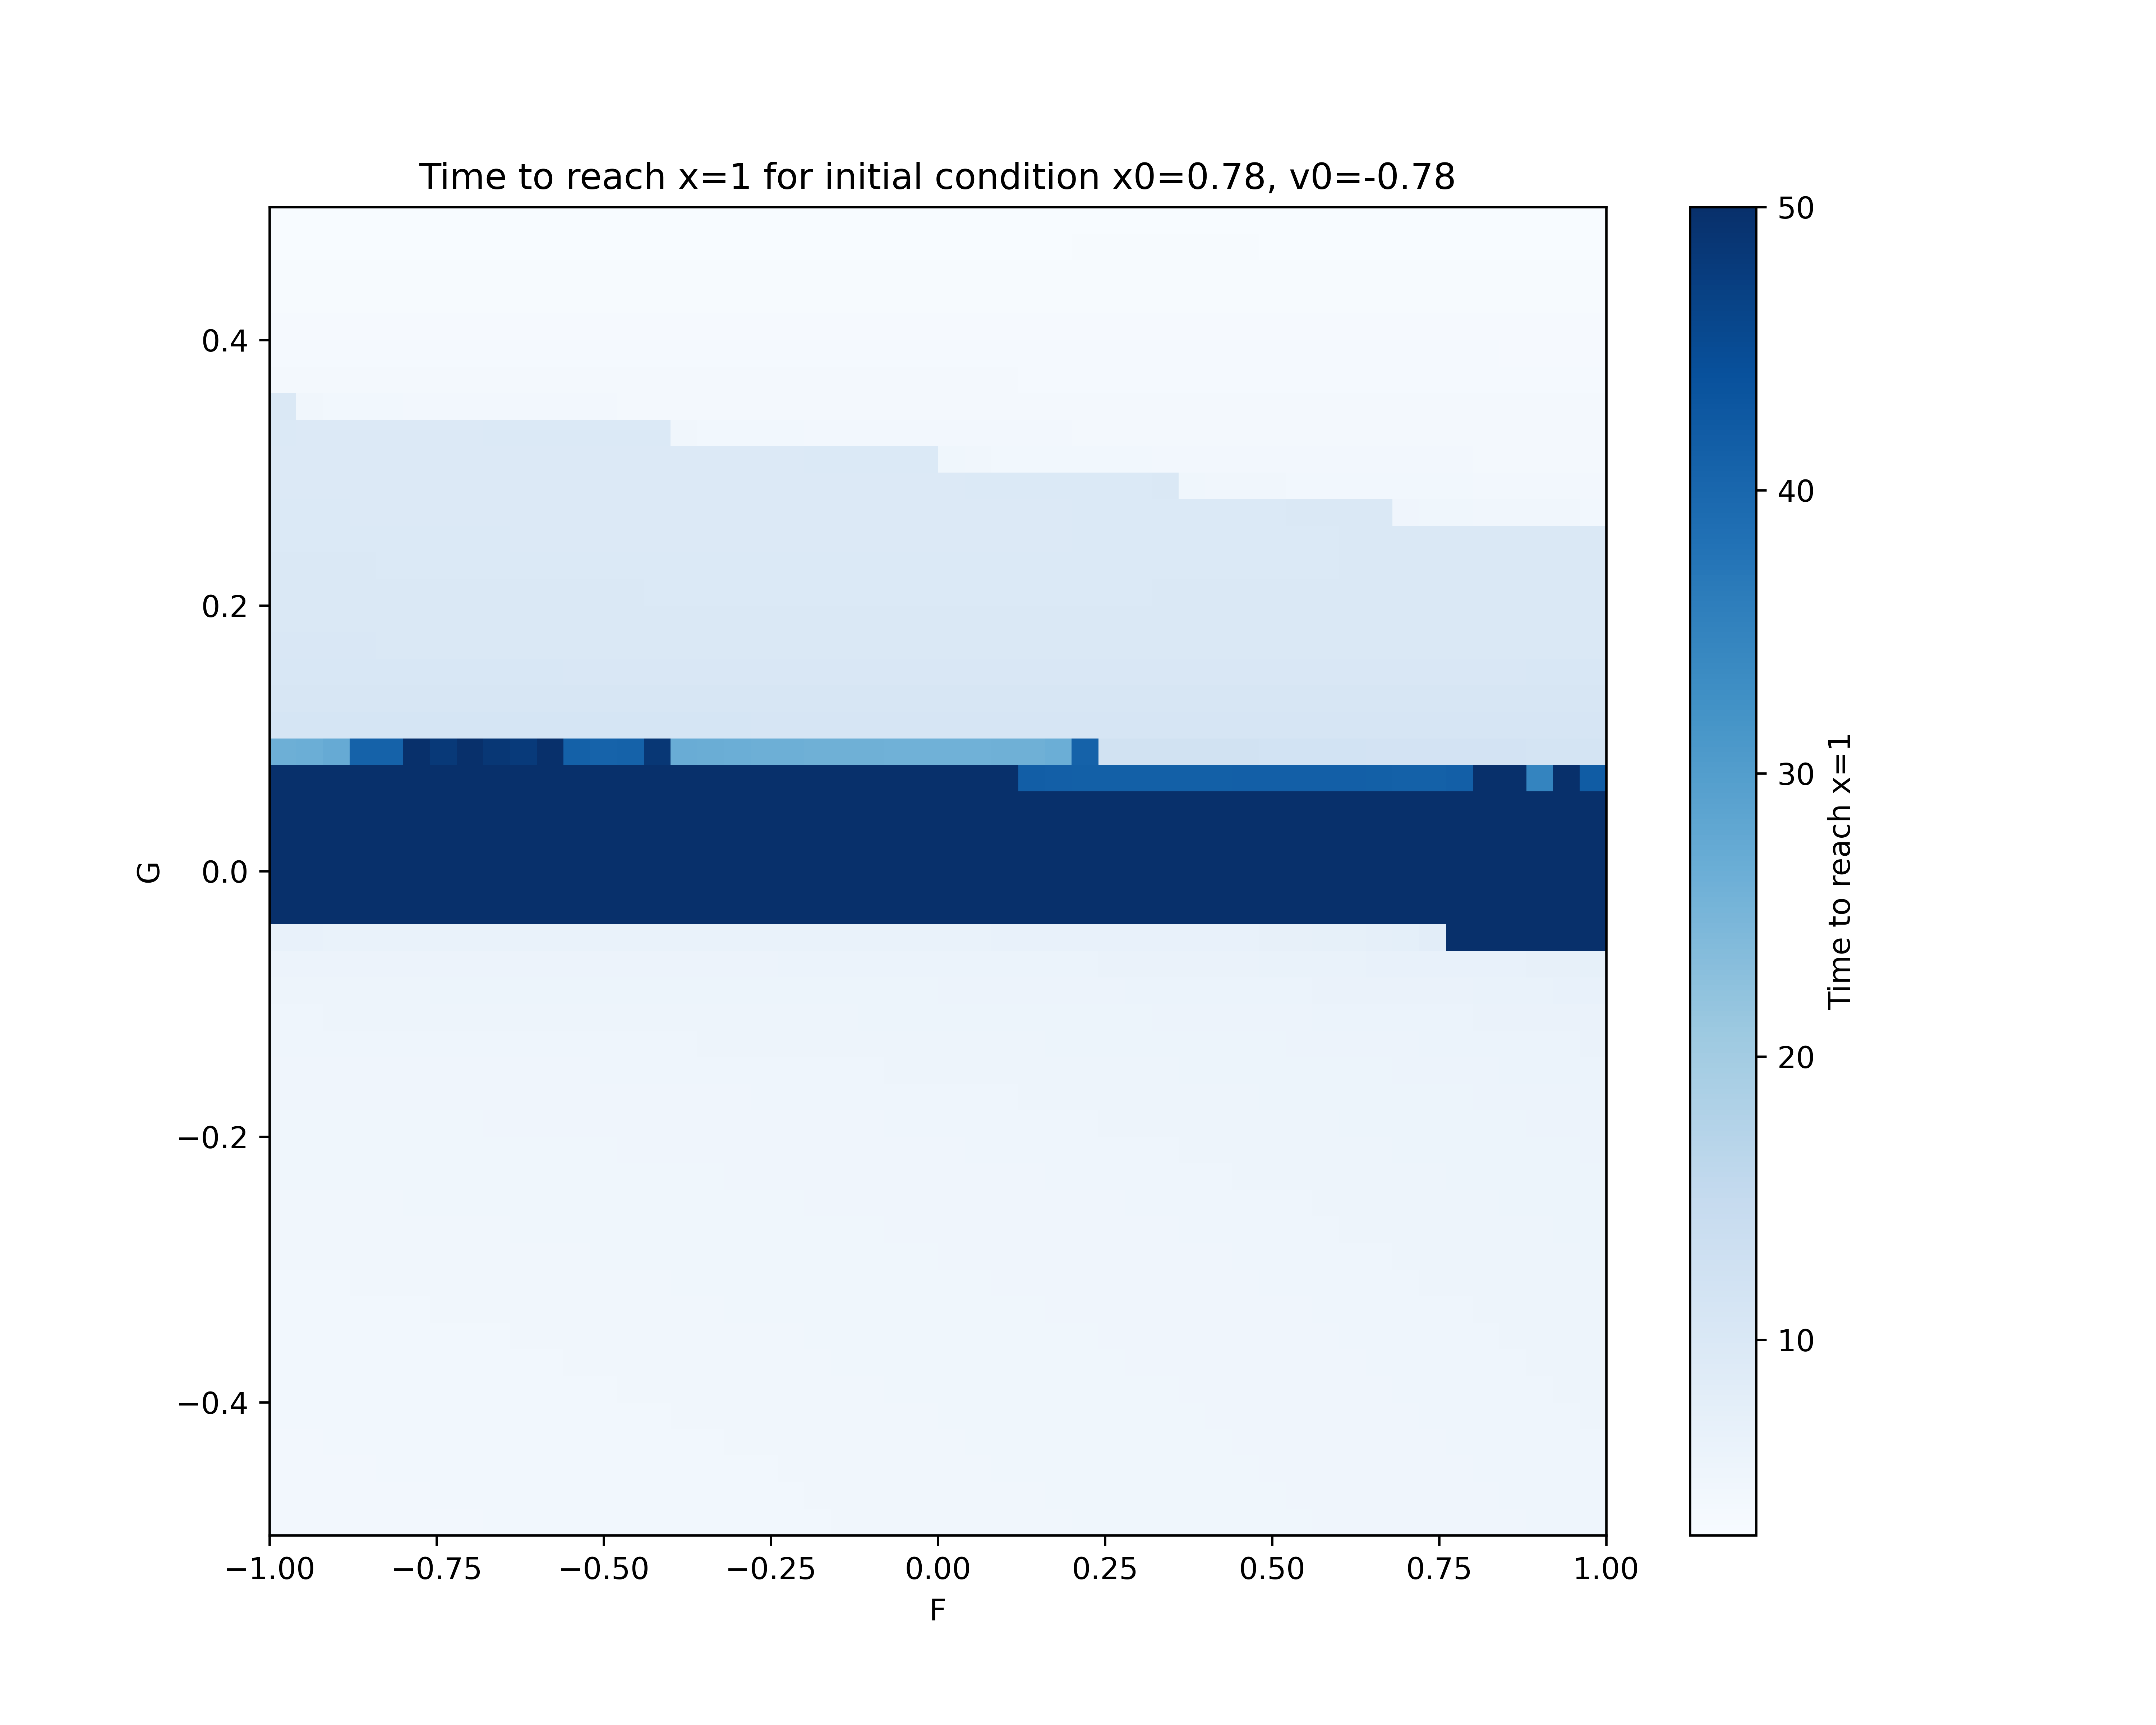 Time to reach x=1 for initial condition x0=0.78, v0=-0.78
50
40
30
20
10
Time to reach x=1
0.4
0.2
0.0
−0.2
−0.4
G
−1.00 −0.75 −0.50 −0.25 0.00 0.25 0.50 0.75 1.00
F